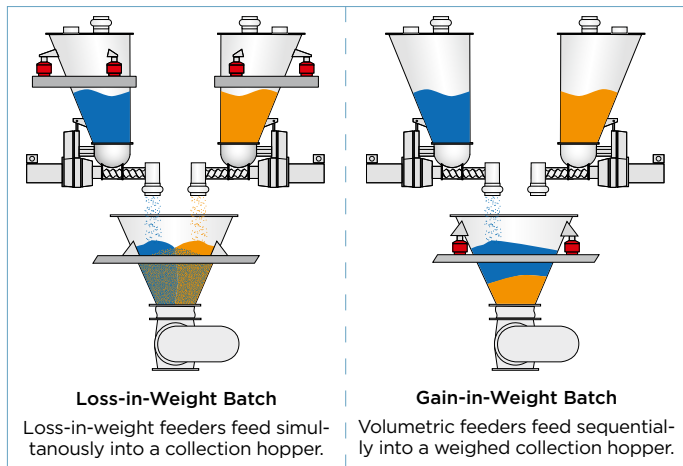 Loss-in-Weight Batch
Loss-in-weight feeders feed simul-
tanously into a collection hopper.
Gain-in-Weight Batch
Volumetric feeders feed sequential-
ly into a weighed collection hopper.